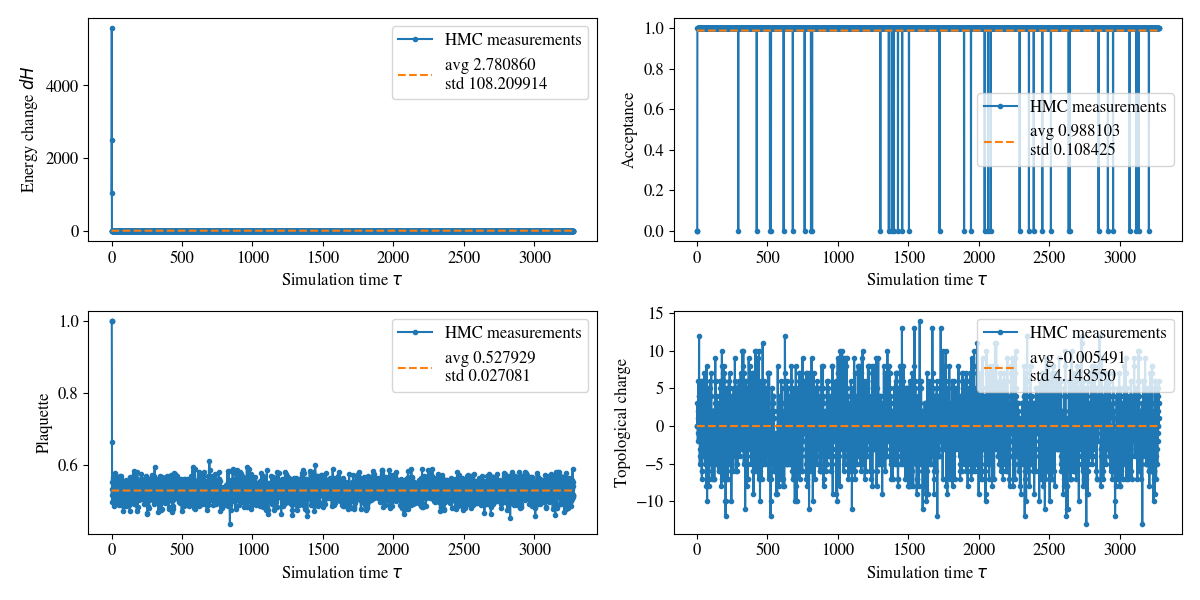 Energy change dH
4000
2000
0
0
500
1000
1500
2000
2500
3000
Simulation time τ
HMC measurements
avg 2.780860
std 108.209914
Acceptance
1.0
0.8
0.6
0.4
0.2
0.0
0
500
1000
1500
2000
2500
3000
Simulation time τ
HMC measurements
avg 0.988103
std 0.108425
Plaquette
1.0
0.8
0.6
0
500
1000
1500
2000
2500
3000
Simulation time τ
HMC measurements
avg 0.527929
std 0.027081
Topological charge
15
10
5
0
−5
−10
0
500
1000
1500
2000
2500
3000
Simulation time τ
HMC measurements
avg -0.005491
std 4.148550